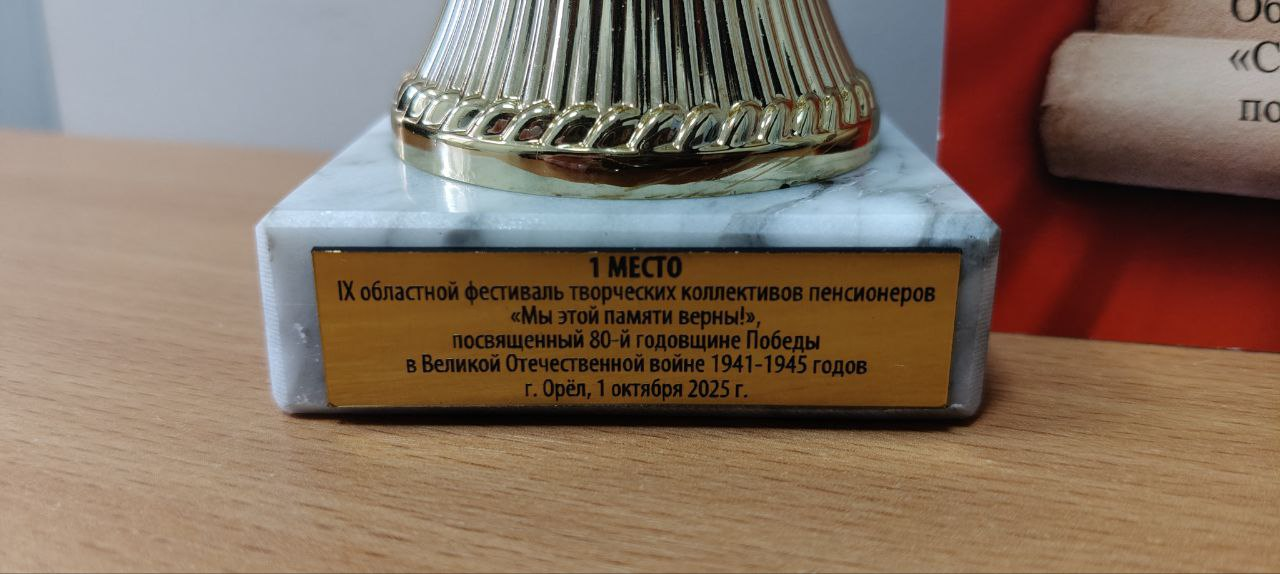 1 МЕСТО
IX областной фестиваль творческих коллективов пенсионеров
«Мы этой памяти верны!»,
посвященный 80-й годовщине Победы
в Великой Отечественной войне 1941-1945 годов
г. Орёл, 1 октября 2025 г.